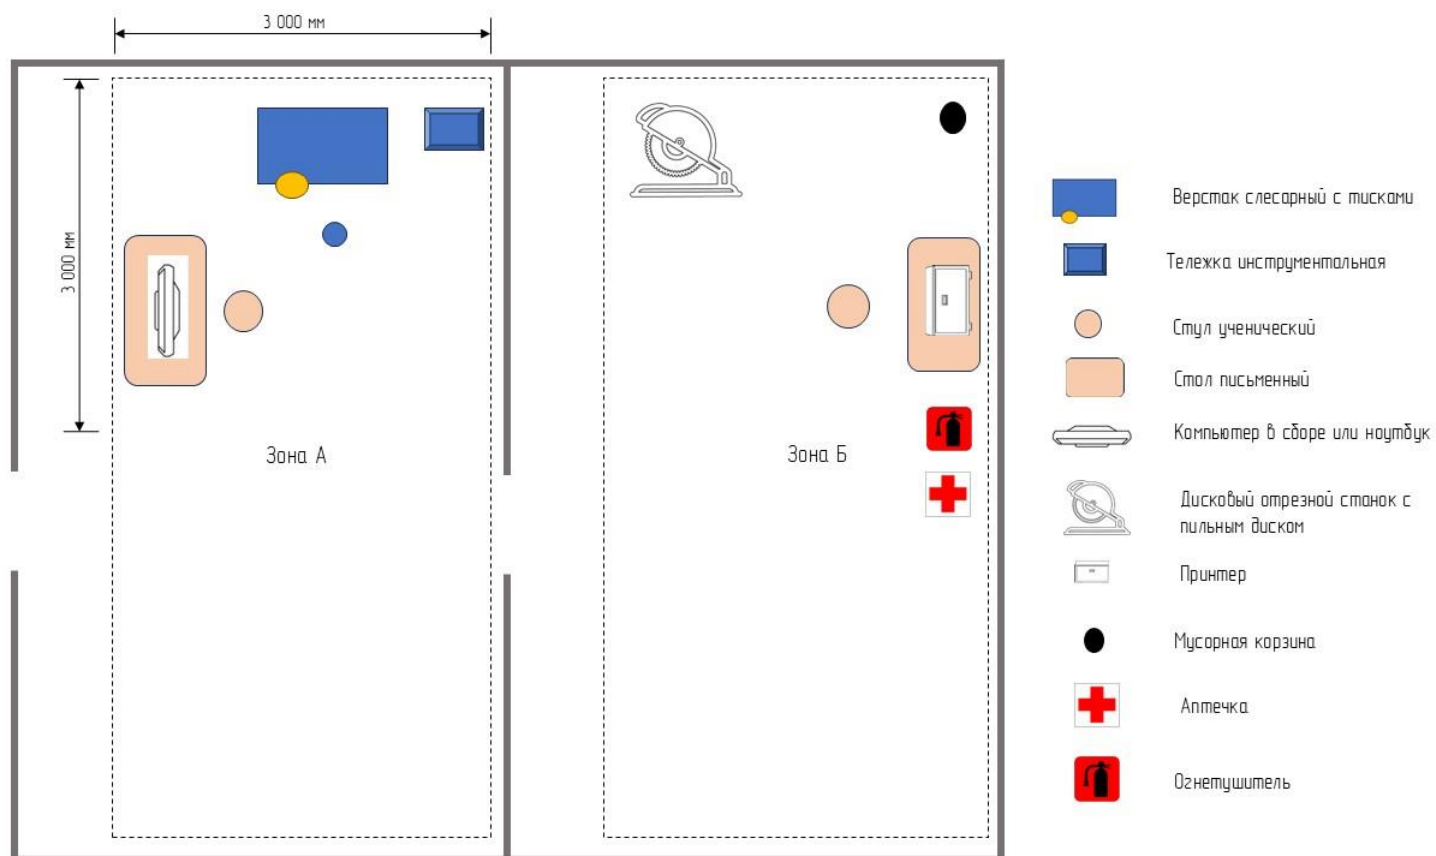 3 000 мм
3 000 мм
Зона А
Зона Б
Верстак слесарный с тисками
Тележка инструментальная
Стул ученический
Стол письменный
Компьютер в сборе или ноутбук
Дисковый отрезной станок с
пильным диском
Принтер
Мусорная корзина
Аптечка
Огнетушитель